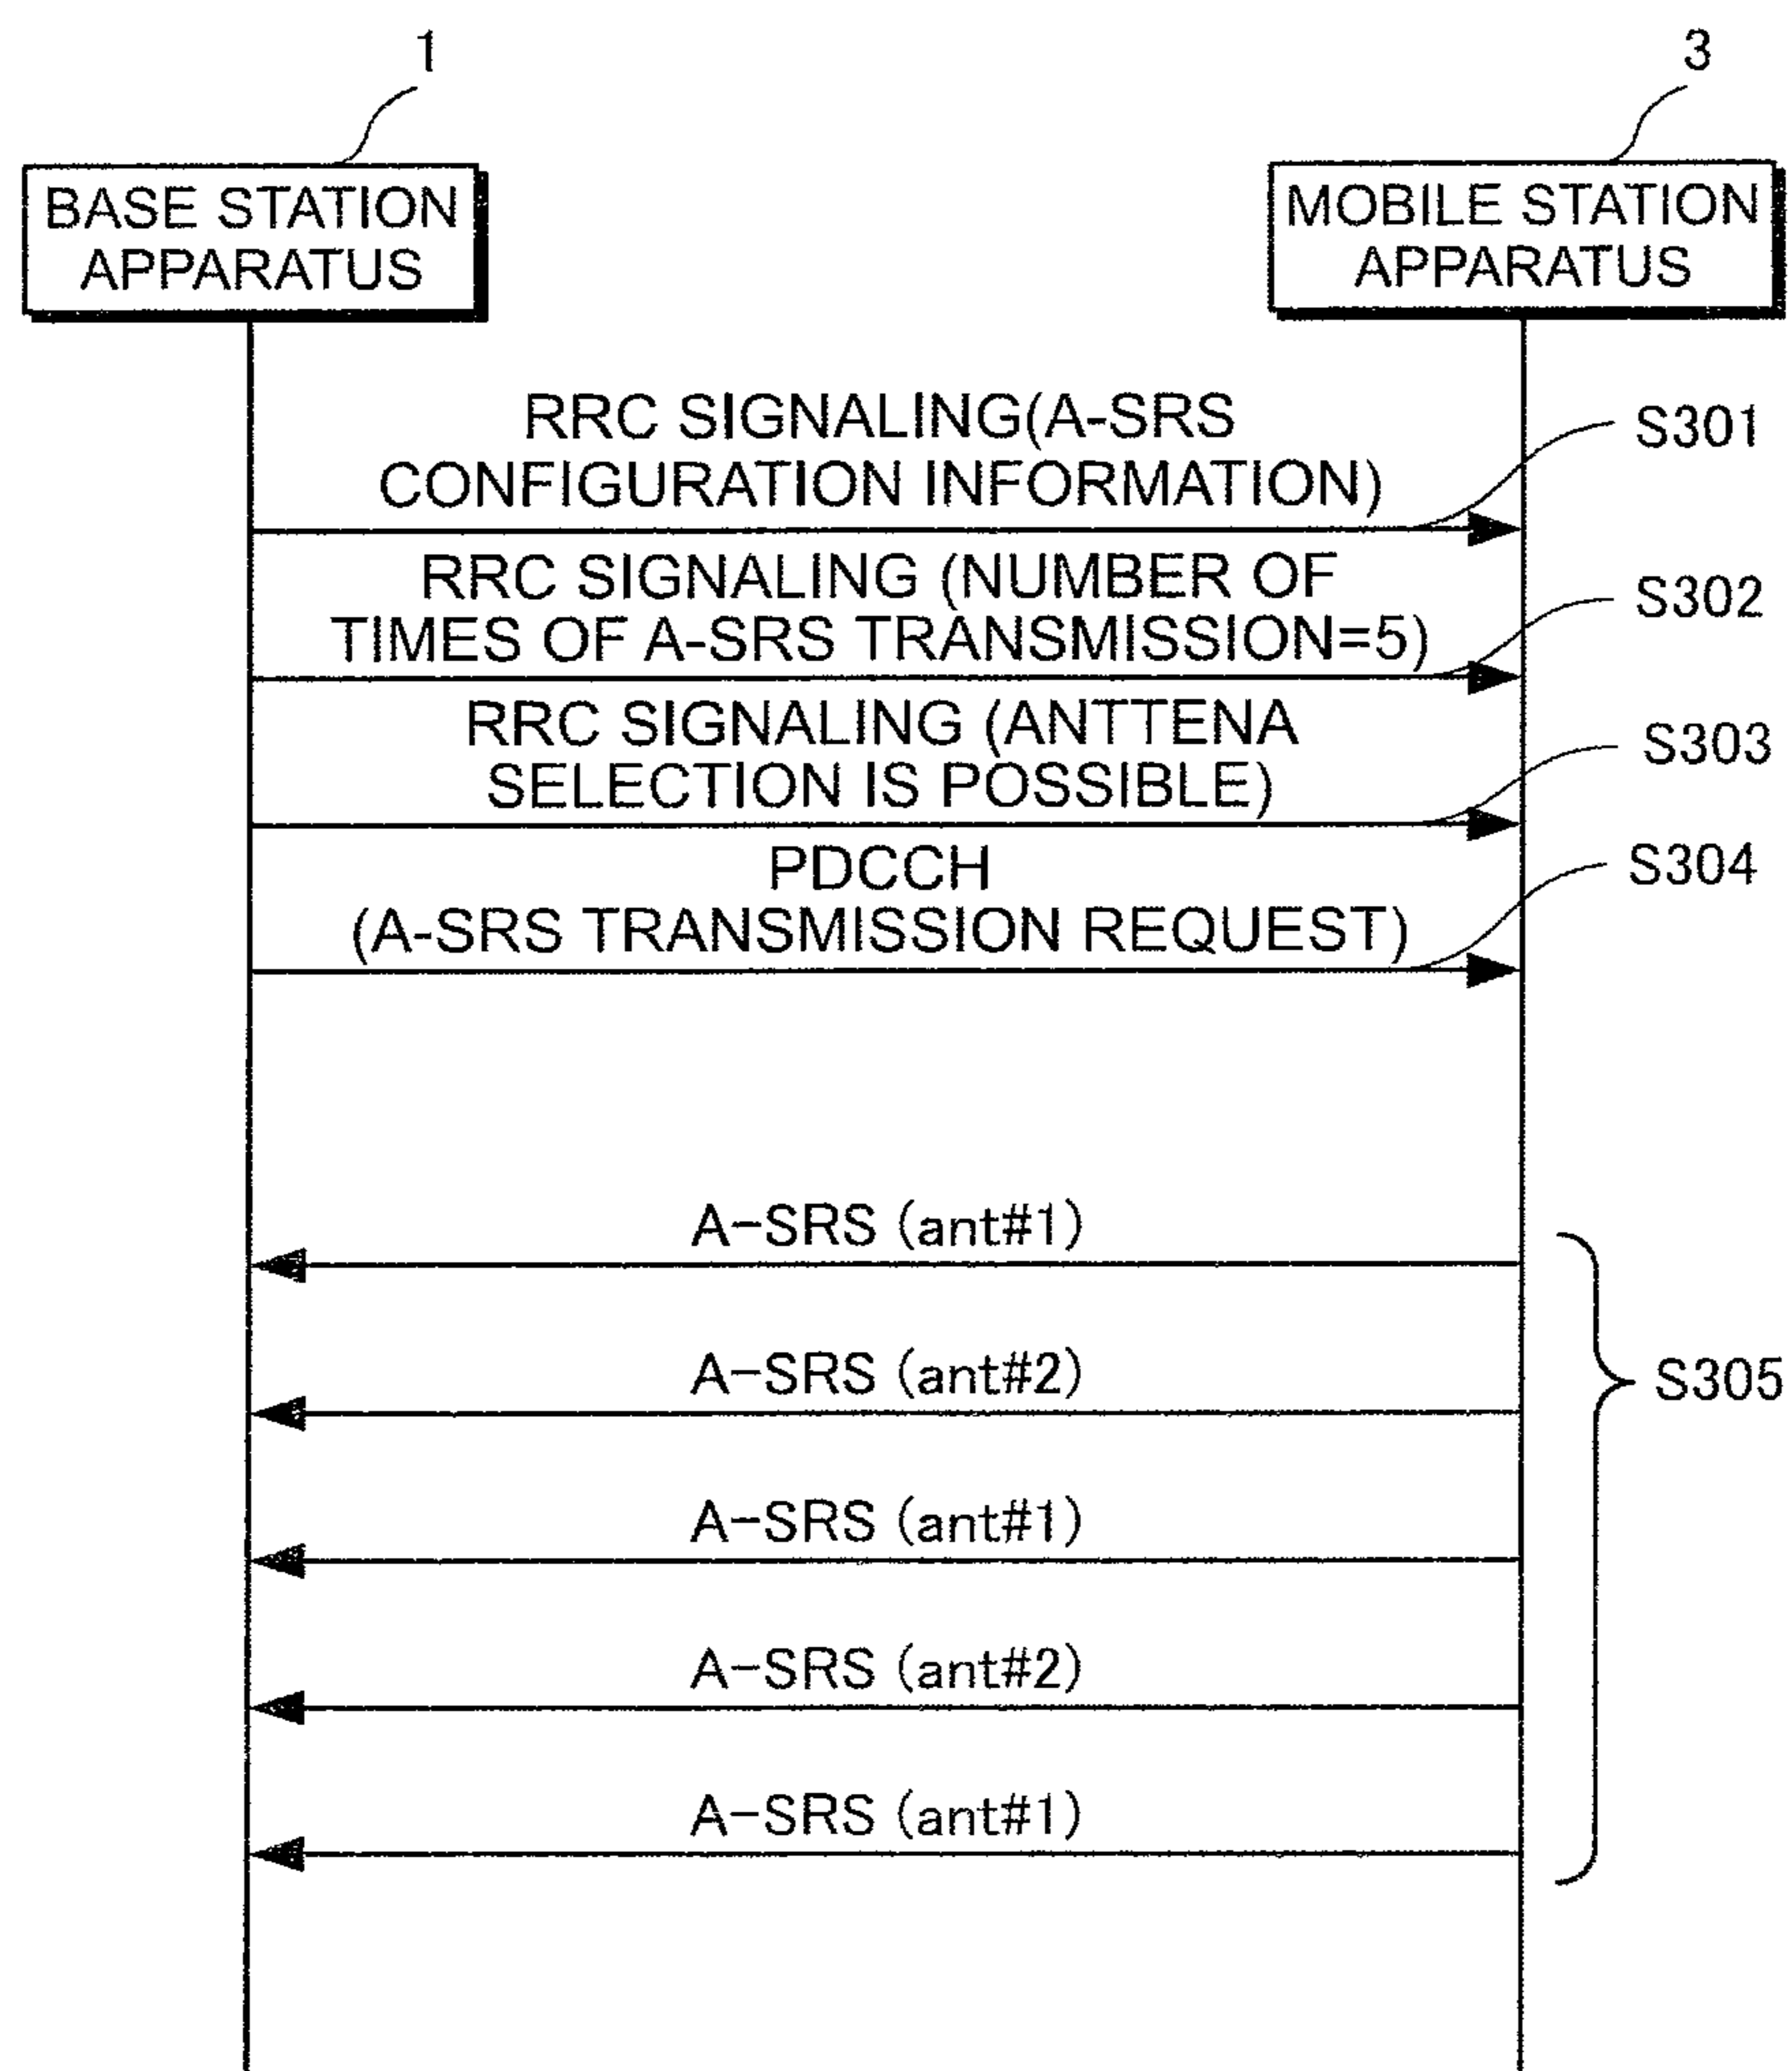 1
3
BASE STATION
APPARATUS
MOBILE STATION
APPARATUS
RRC SIGNALING(A-SRS
CONFIGURATION INFORMATION)
S301
RRC SIGNALING (NUMBER OF
TIMES OF A-SRS TRANSMISSION=5)
S302
RRC SIGNALING (ANTTENA
SELECTION IS POSSIBLE)
S303
PDCCH
(A-SRS TRANSMISSION REQUEST)
S304
A-SRS (ant#1)
A-SRS (ant#2)
S305
A-SRS (ant#1)
A-SRS (ant#2)
A-SRS (ant#1)